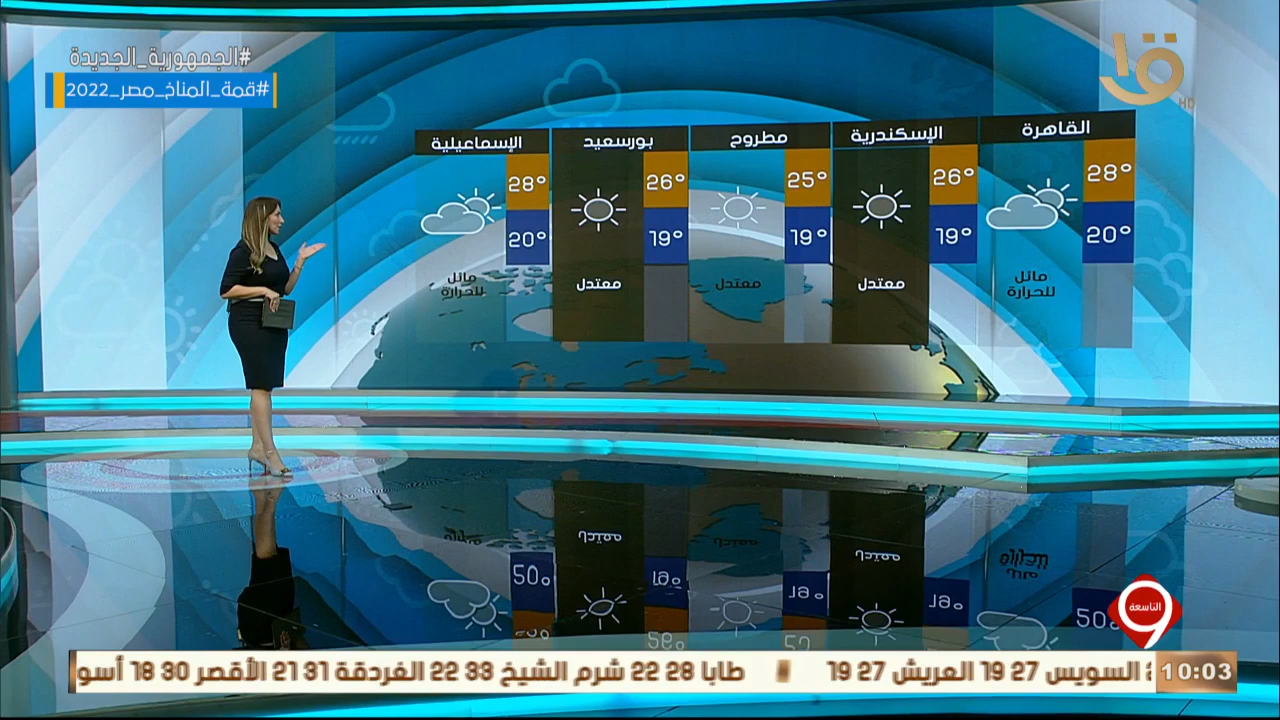 #الجمهورية_الجديدة
#قمة_المناخ_مصر_2022
HD
القاهرة
28°
20°
مائل
للحرارة
الإسكندرية
26°
19°
معتدل
مطروح
25°
19°
معتدل
بورسعيد
26°
19°
معتدل
الإسماعيلية
28°
20°
مائل
للحرارة
التاسعة
9
10:03
السويس 27 19 العريش 27 19
طابا 28 22 شرم الشيخ 33 22 الغردقة 31 21 الأقصر 30 18